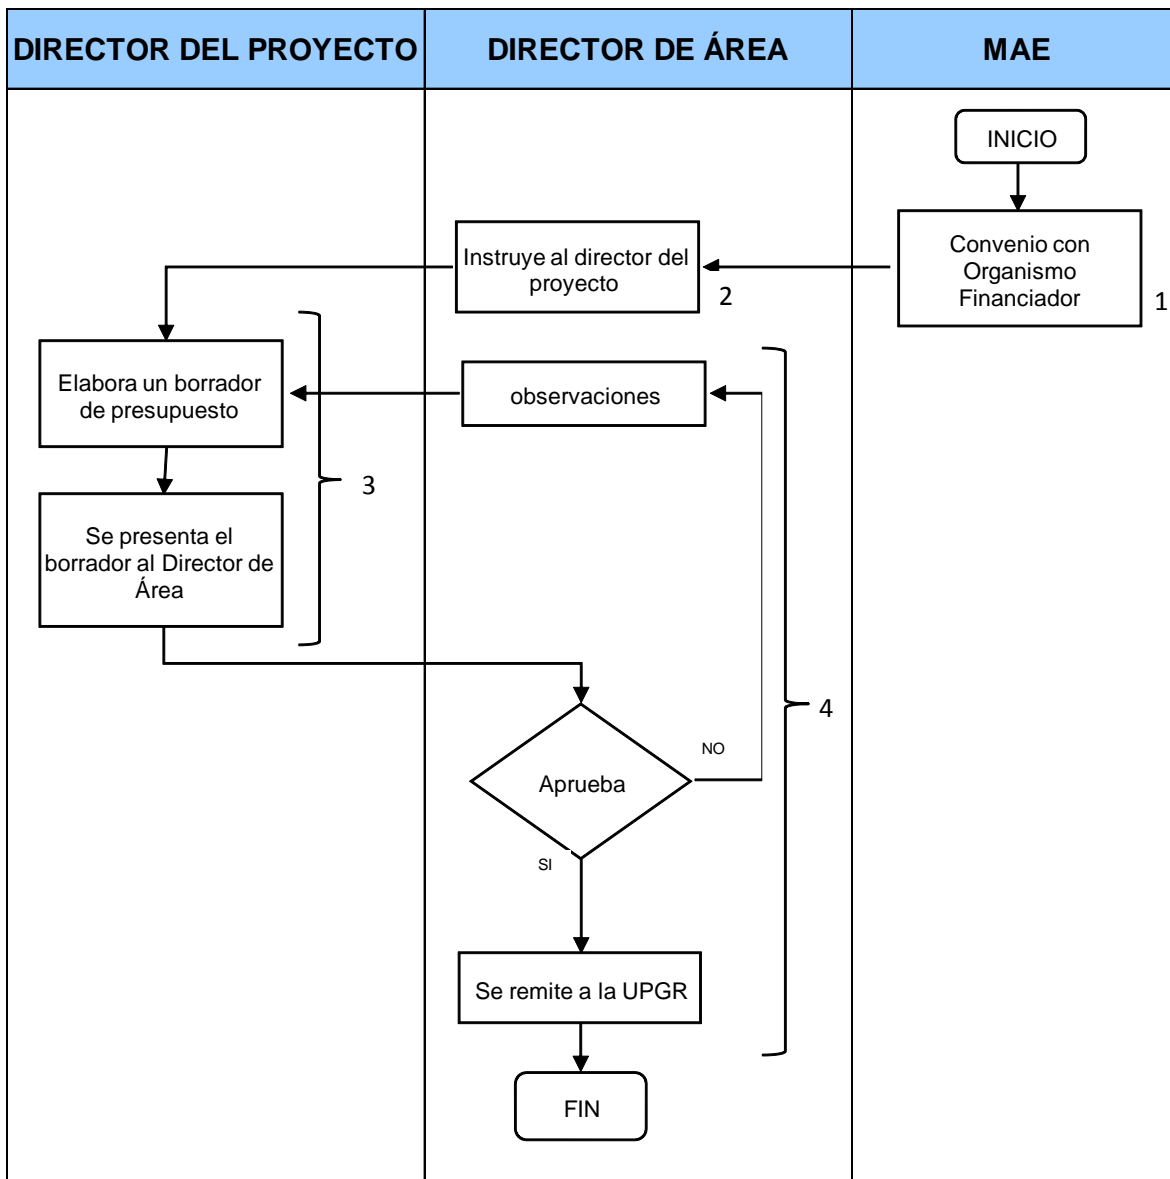 DIRECTOR DEL PROYECTO
DIRECTOR DE ÁREA
MAE
INICIO
Convenio con
Organismo
Financiador
1
Instruye al director del
proyecto
2
Elabora un borrador
de presupuesto
observaciones
3
Se presenta el
borrador al Director de
Área
4
NO
Aprueba
SI
Se remite a la UPGR
FIN